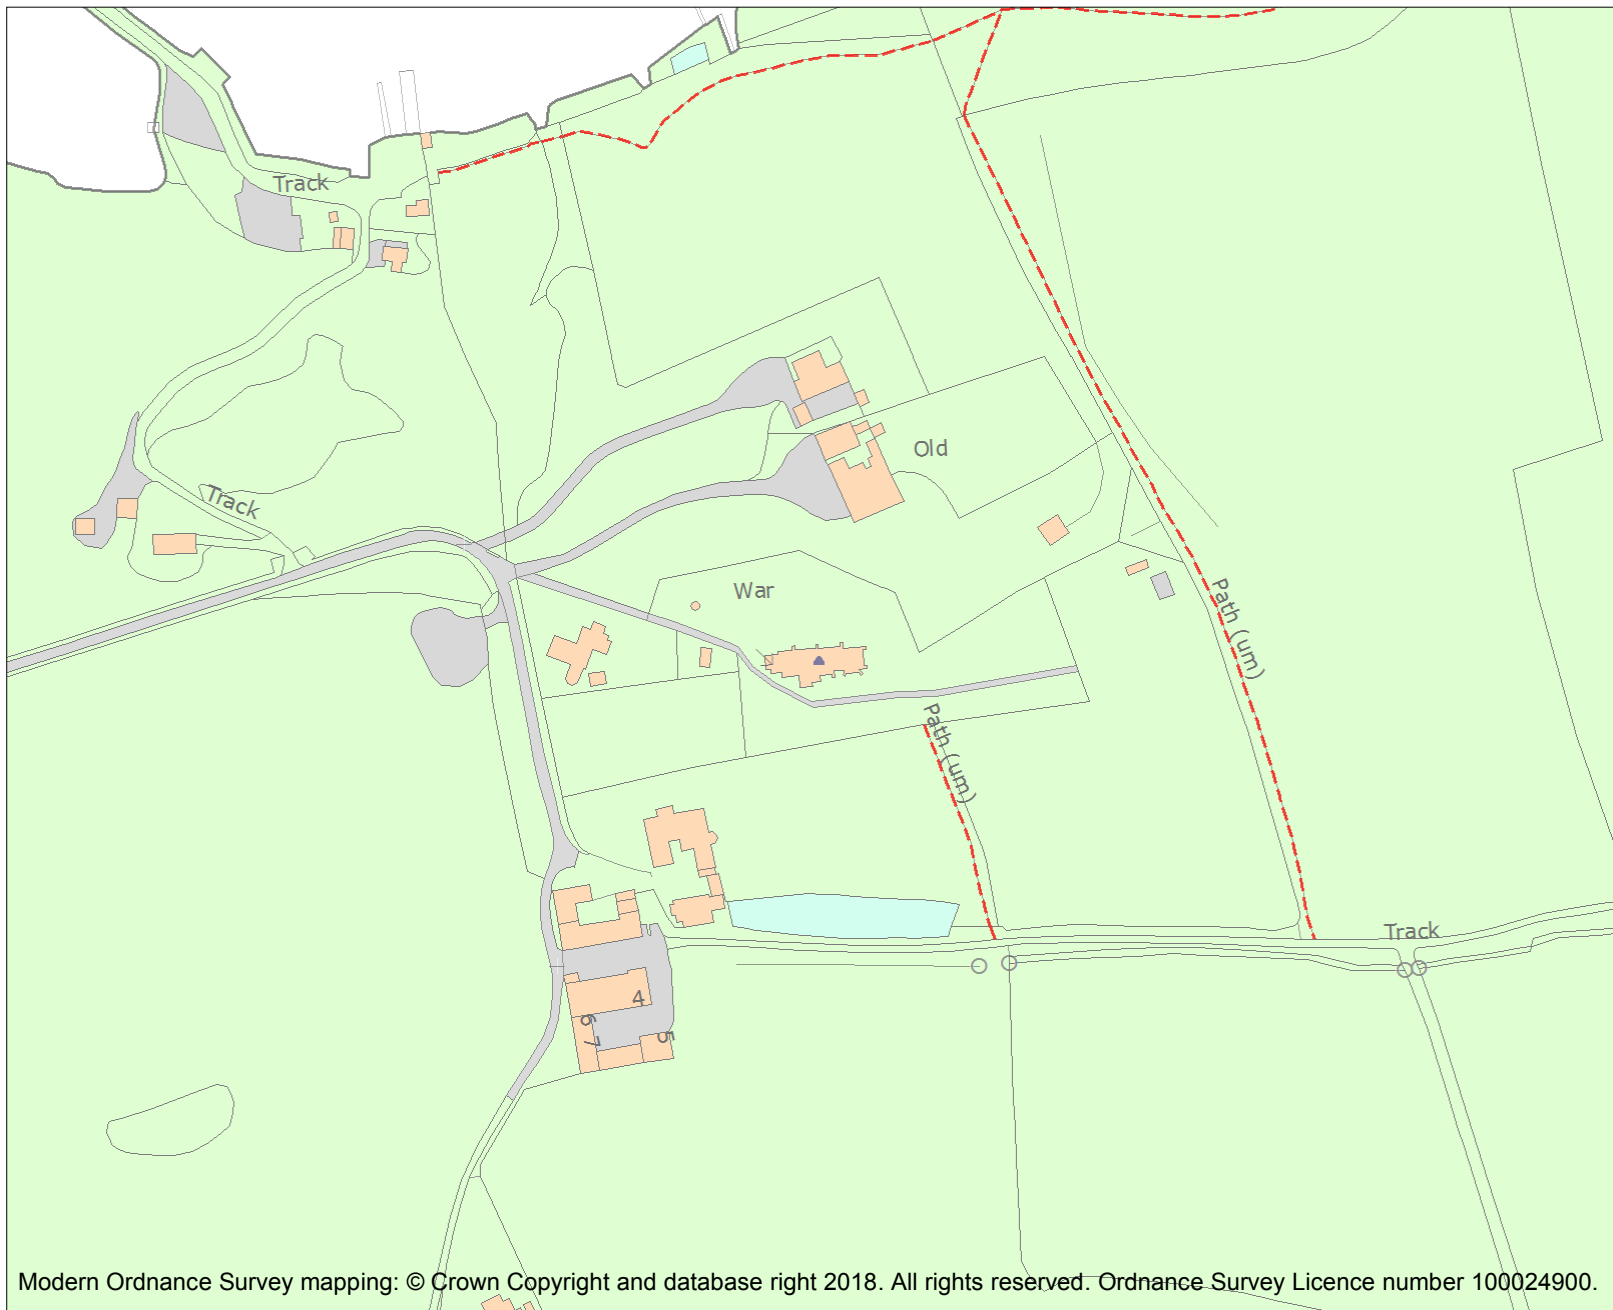 Track
Old
Track
War
Path (um)
Path (um)
Track
4
6
7
5
Modern Ordnance Survey mapping: © Crown Copyright and database right 2018. All rights reserved. Ordnance Survey Licence number 100024900.